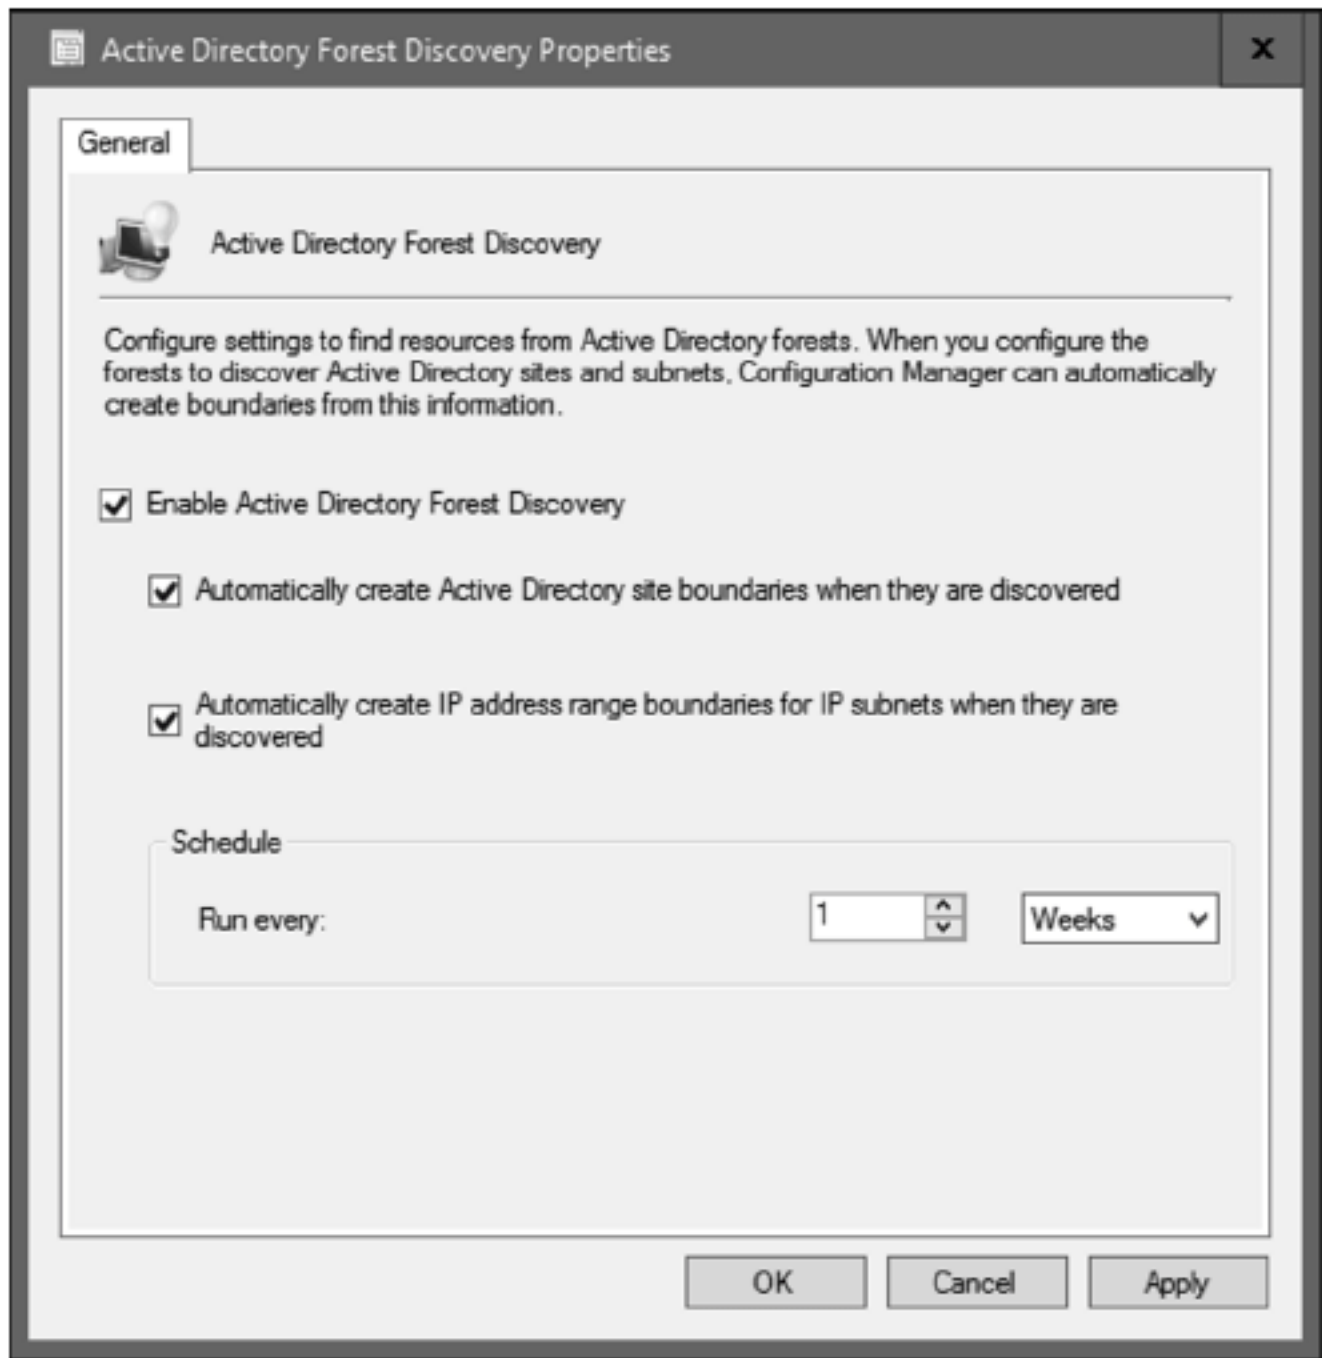 Active Directory Forest Discovery Properties
x
General
Active Directory Forest Discovery
Configure settings to find resources from Active Directory forests. When you configure the
forests to discover Active Directory sites and subnets, Configuration Manager can automatically
create boundaries from this information.
Enable Active Directory Forest Discovery
Automatically create Active Directory site boundaries when they are discovered
Automatically create IP address range boundaries for IP subnets when they are
discovered
Schedule
Run every: 1 Weeks
OK Cancel Apply